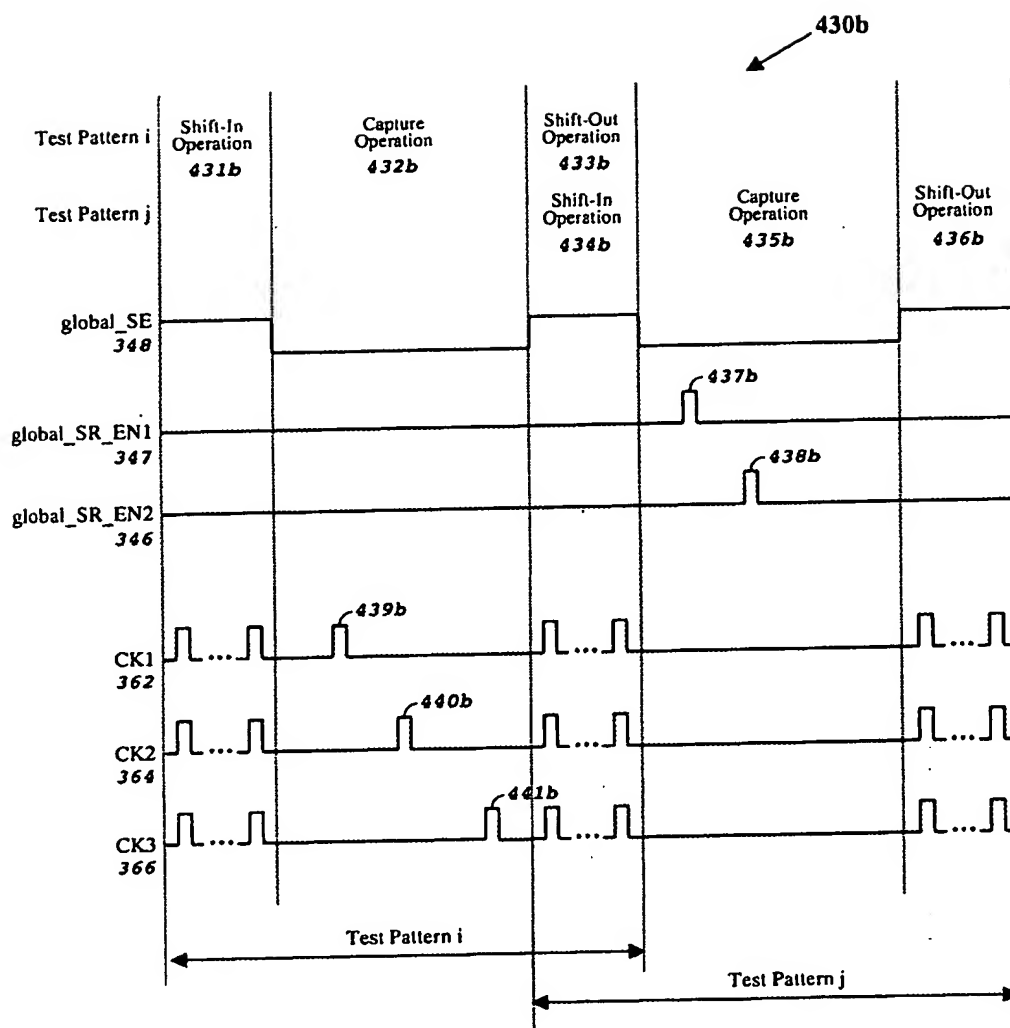 430b
Test Pattern i
Shift-In
Operation
431b
Capture
Operation
432b
Shift-Out
Operation
433b
Test Pattern j
Shift-In
Operation
434b
Capture
Operation
435b
Shift-Out
Operation
436b
global_SE
348
437b
global_SR_EN1
347
438b
global_SR_EN2
346
439b
CK1
362
440b
CK2
364
441b
CK3
366
Test Pattern i
Test Pattern j